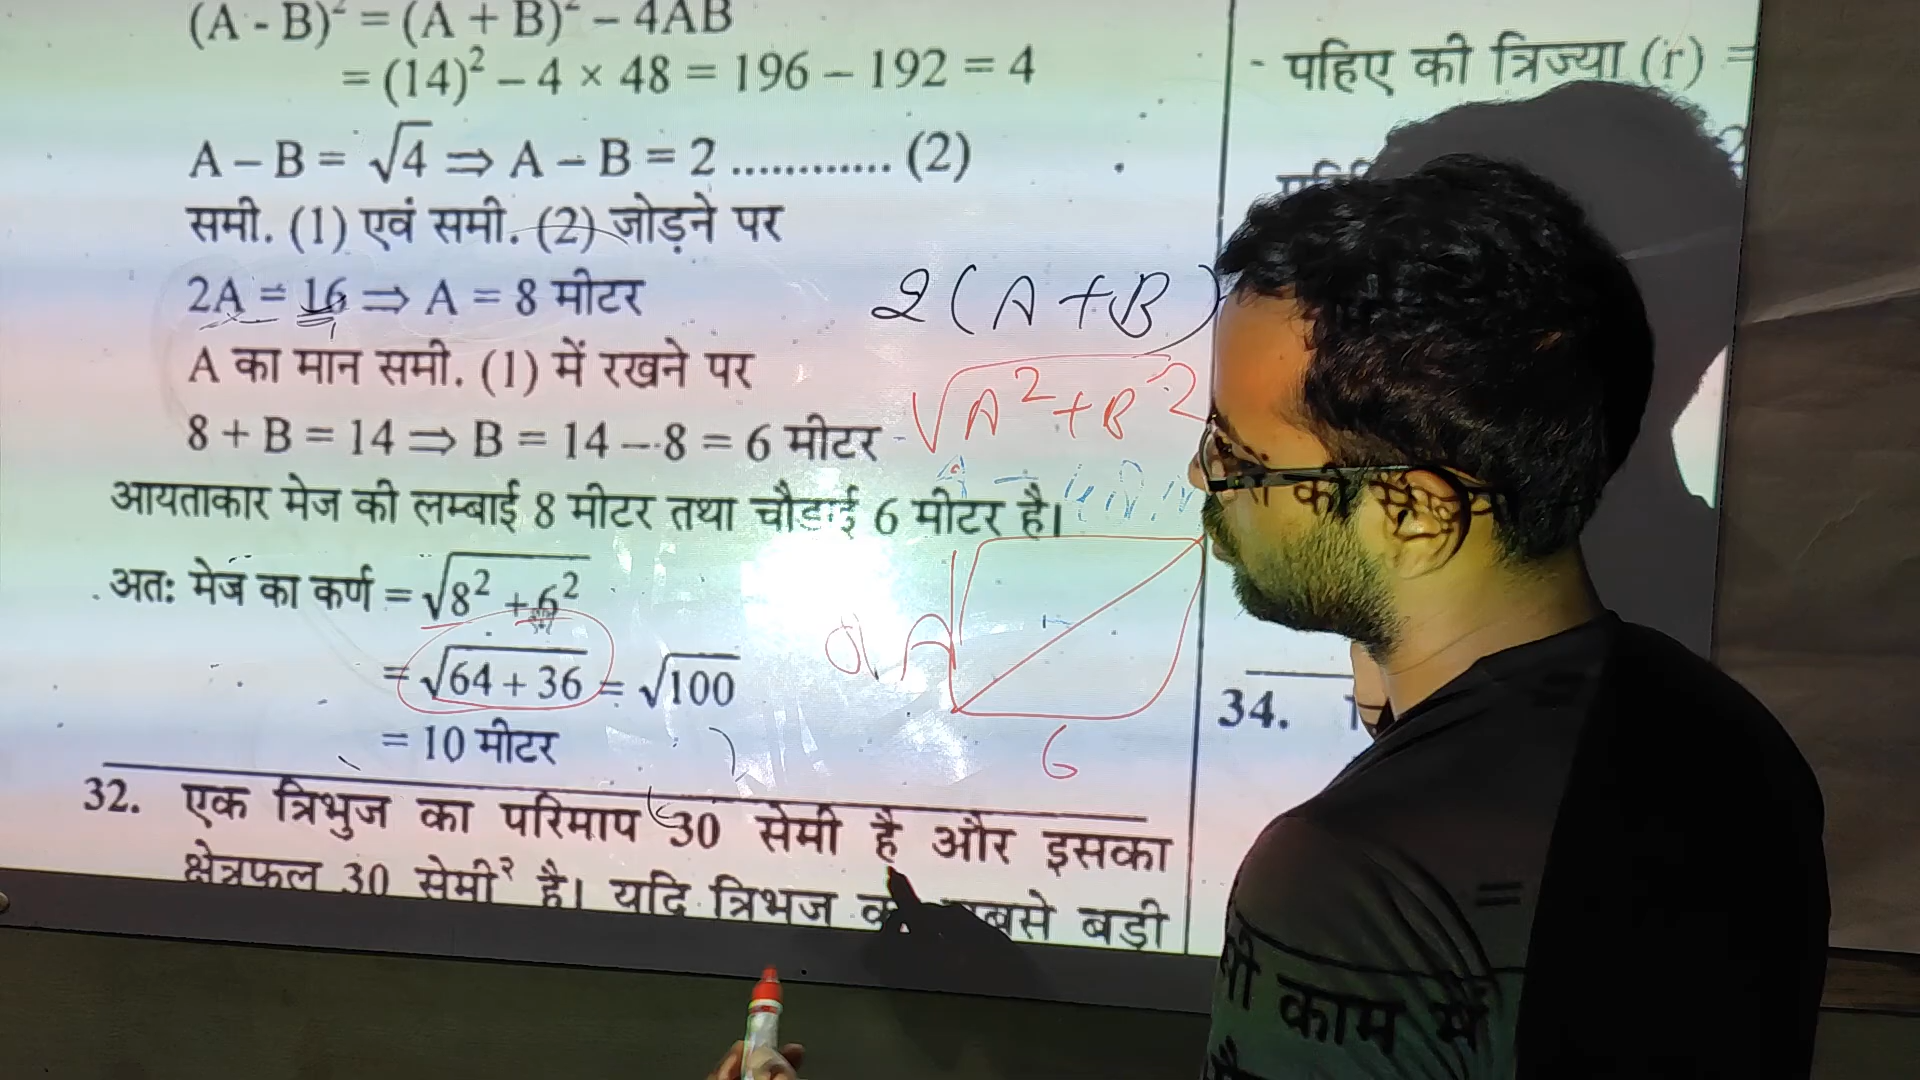 (A - B)² = (A + B)² – 4AB
= (14)² – 4 × 48 = 196 – 192 = 4
A – B = √4 ⇒ A – B = 2 ............ (2)
समी. (1) एवं समी. (2) जोड़ने पर
2A = 16 ⇒ A = 8 मीटर
A का मान समी. (1) में रखने पर
8 + B = 14 ⇒ B = 14 – 8 = 6 मीटर
आयताकार मेज की लम्बाई 8 मीटर तथा चौड़ाई 6 मीटर है।
अतः मेज का कर्ण = √8² + 6²
= √64 + 36 = √100
= 10 मीटर
32. एक त्रिभुज का परिमाप 30 सेमी है और इसका
क्षेत्रफल 30 सेमी² है। यदि त्रिभुज सबसे बड़ी
2(A+B)
√A²+B²
A
6
- पहिए की त्रिज्या (r) =
34.
की
=
काम में